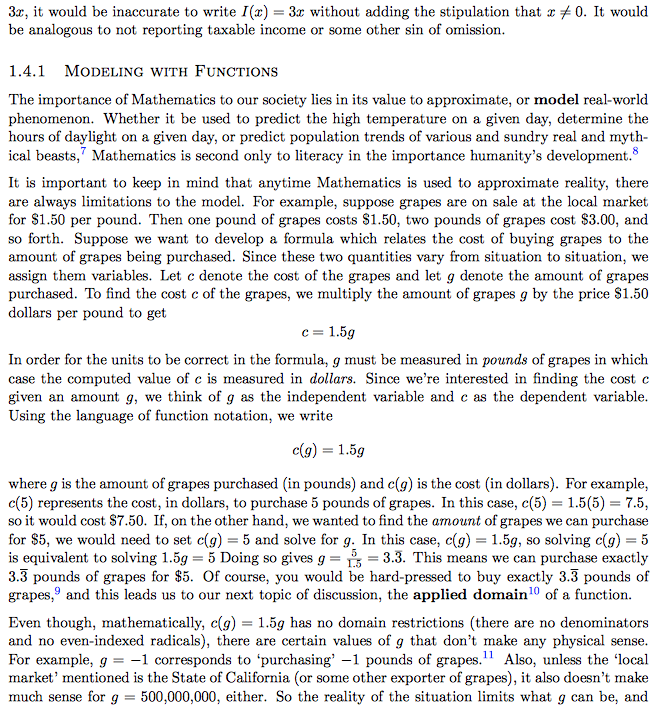 3x, it would be inaccurate to write I(x) = 3x without adding the stipulation that x ≠ 0. It would
be analogous to not reporting taxable income or some other sin of omission.
1.4.1 Modeling with Functions
The importance of Mathematics to our society lies in its value to approximate, or model real-world
phenomenon. Whether it be used to predict the high temperature on a given day, determine the
hours of daylight on a given day, or predict population trends of various and sundry real and myth-
ical beasts,⁷ Mathematics is second only to literacy in the importance humanity's development.⁸
It is important to keep in mind that anytime Mathematics is used to approximate reality, there
are always limitations to the model. For example, suppose grapes are on sale at the local market
for $1.50 per pound. Then one pound of grapes costs $1.50, two pounds of grapes cost $3.00, and
so forth. Suppose we want to develop a formula which relates the cost of buying grapes to the
amount of grapes being purchased. Since these two quantities vary from situation to situation, we
assign them variables. Let c denote the cost of the grapes and let g denote the amount of grapes
purchased. To find the cost c of the grapes, we multiply the amount of grapes g by the price $1.50
dollars per pound to get
c = 1.5g
In order for the units to be correct in the formula, g must be measured in pounds of grapes in which
case the computed value of c is measured in dollars. Since we're interested in finding the cost c
given an amount g, we think of g as the independent variable and c as the dependent variable.
Using the language of function notation, we write
c(g) = 1.5g
where g is the amount of grapes purchased (in pounds) and c(g) is the cost (in dollars). For example,
c(5) represents the cost, in dollars, to purchase 5 pounds of grapes. In this case, c(5) = 1.5(5) = 7.5,
so it would cost $7.50. If, on the other hand, we wanted to find the amount of grapes we can purchase
for $5, we would need to set c(g) = 5 and solve for g. In this case, c(g) = 1.5g, so solving c(g) = 5
is equivalent to solving 1.5g = 5 Doing so gives g = 5/1.5 = 3.3̅. This means we can purchase exactly
3.3̅ pounds of grapes for $5. Of course, you would be hard-pressed to buy exactly 3.3̅ pounds of
grapes,⁹ and this leads us to our next topic of discussion, the applied domain¹⁰ of a function.
Even though, mathematically, c(g) = 1.5g has no domain restrictions (there are no denominators
and no even-indexed radicals), there are certain values of g that don't make any physical sense.
For example, g = −1 corresponds to 'purchasing' −1 pounds of grapes.¹¹ Also, unless the 'local
market' mentioned is the State of California (or some other exporter of grapes), it also doesn't make
much sense for g = 500,000,000, either. So the reality of the situation limits what g can be, and